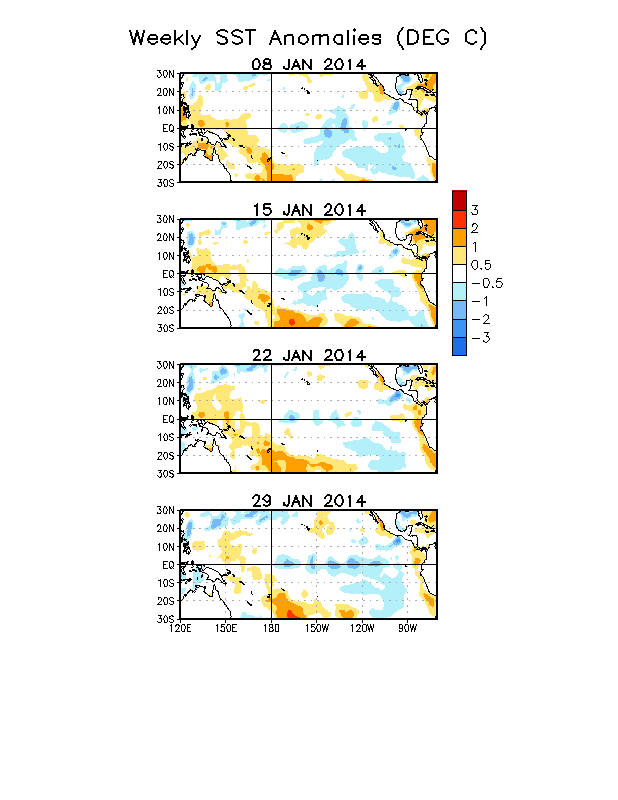 Weekly SST Anomalies (DEG C)
08 JAN 2014
30N
20N
10N
EQ
10S
20S
30S
15 JAN 2014
30N
20N
10N
EQ
10S
20S
30S
3
2
1
0.5
-0.5
-1
-2
-3
22 JAN 2014
30N
20N
10N
EQ
10S
20S
30S
29 JAN 2014
30N
20N
10N
EQ
10S
20S
30S
120E 150E 180 150W 120W 90W